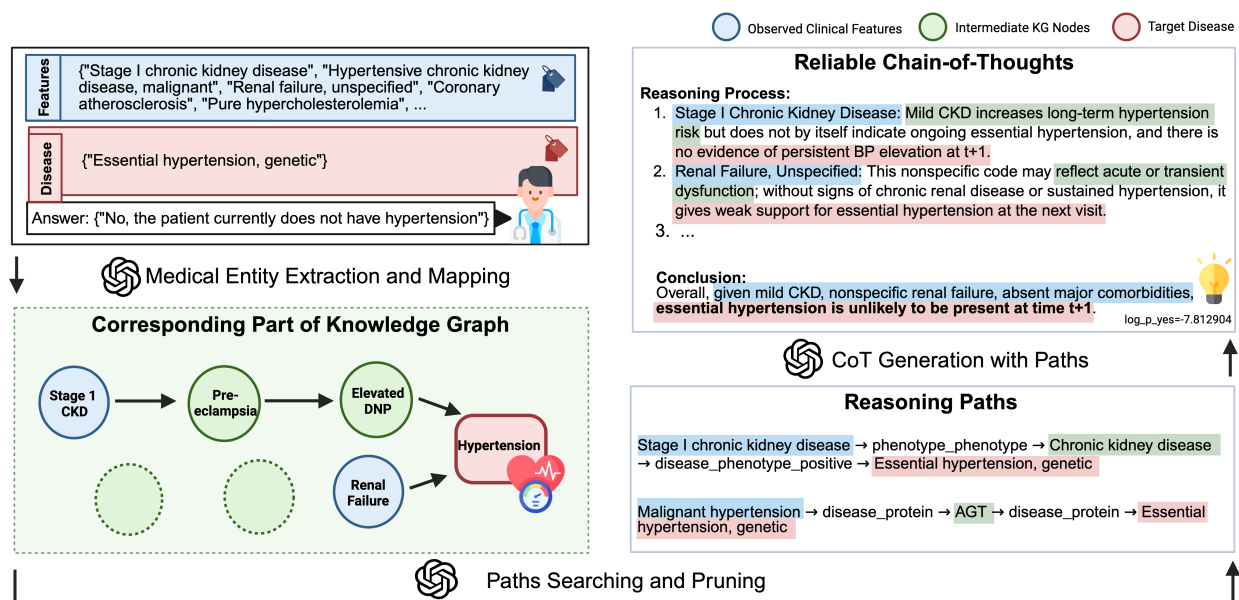 Observed Clinical Features
Intermediate KG Nodes
Target Disease
Features
{"Stage I chronic kidney disease", "Hypertensive chronic kidney
disease, malignant", "Renal failure, unspecified", "Coronary
atherosclerosis", "Pure hypercholesterolemia", ...
Disease
{"Essential hypertension, genetic"}
Answer: {"No, the patient currently does not have hypertension"}
Medical Entity Extraction and Mapping
Corresponding Part of Knowledge Graph
Stage 1
CKD
Pre-
eclampsia
Elevated
DNP
Hypertension
Renal
Failure
Paths Searching and Pruning
Reliable Chain-of-Thoughts
Reasoning Process:
1. Stage I Chronic Kidney Disease: Mild CKD increases long-term hypertension
risk but does not by itself indicate ongoing essential hypertension, and there is
no evidence of persistent BP elevation at t+1.
2. Renal Failure, Unspecified: This nonspecific code may reflect acute or transient
dysfunction; without signs of chronic renal disease or sustained hypertension, it
gives weak support for essential hypertension at the next visit.
3. ...
Conclusion:
Overall, given mild CKD, nonspecific renal failure, absent major comorbidities,
essential hypertension is unlikely to be present at time t+1.
log_p_yes=-7.812904
CoT Generation with Paths
Reasoning Paths
Stage I chronic kidney disease → phenotype_phenotype → Chronic kidney disease
→ disease_phenotype_positive → Essential hypertension, genetic
Malignant hypertension → disease_protein → AGT → disease_protein → Essential
hypertension, genetic